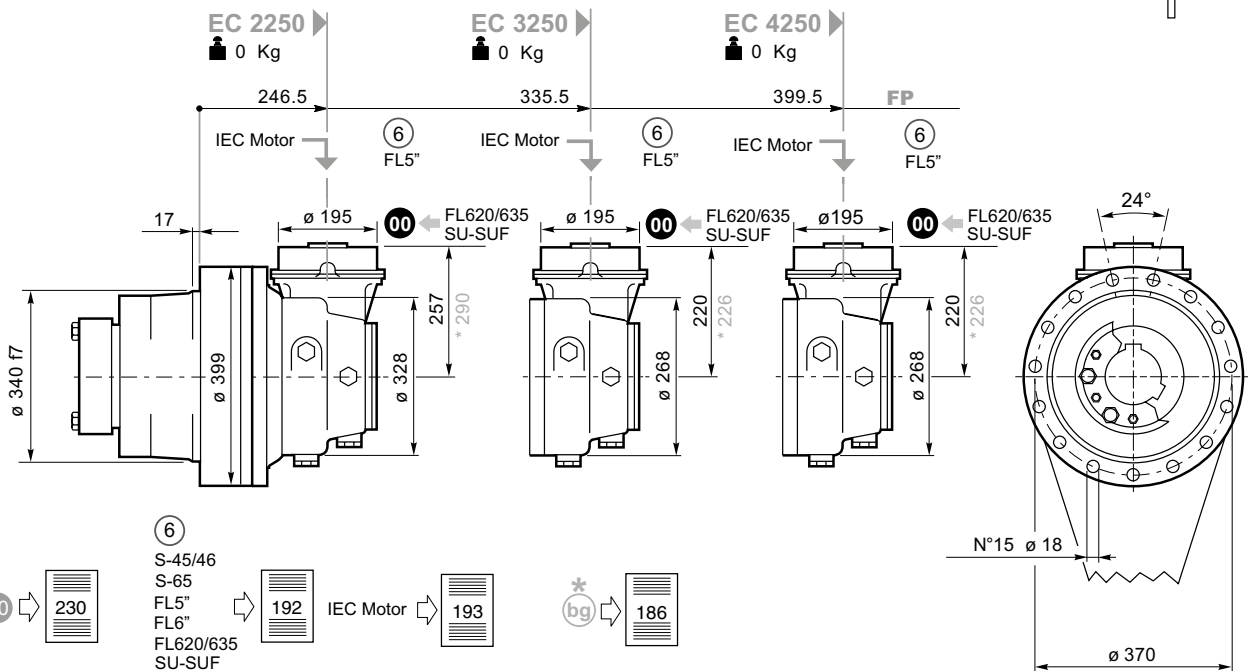 EC 2250
0 Kg
EC 3250
0 Kg
EC 4250
0 Kg
246.5
335.5
399.5
FP
IEC Motor
6
FL5”
IEC Motor
6
FL5”
IEC Motor
6
FL5”
17
ø 195
00
FL620/635
SU-SUF
ø 195
00
FL620/635
SU-SUF
ø195
00
FL620/635
SU-SUF
24°
ø 340 f7
ø 399
ø 328
257
* 290
ø 268
220
* 226
ø 268
220
* 226
N°15 ø 18
ø 370
6
S-45/46
S-65
FL5”
FL6”
FL620/635
SU-SUF
230
192
IEC Motor
193
*
bg
186